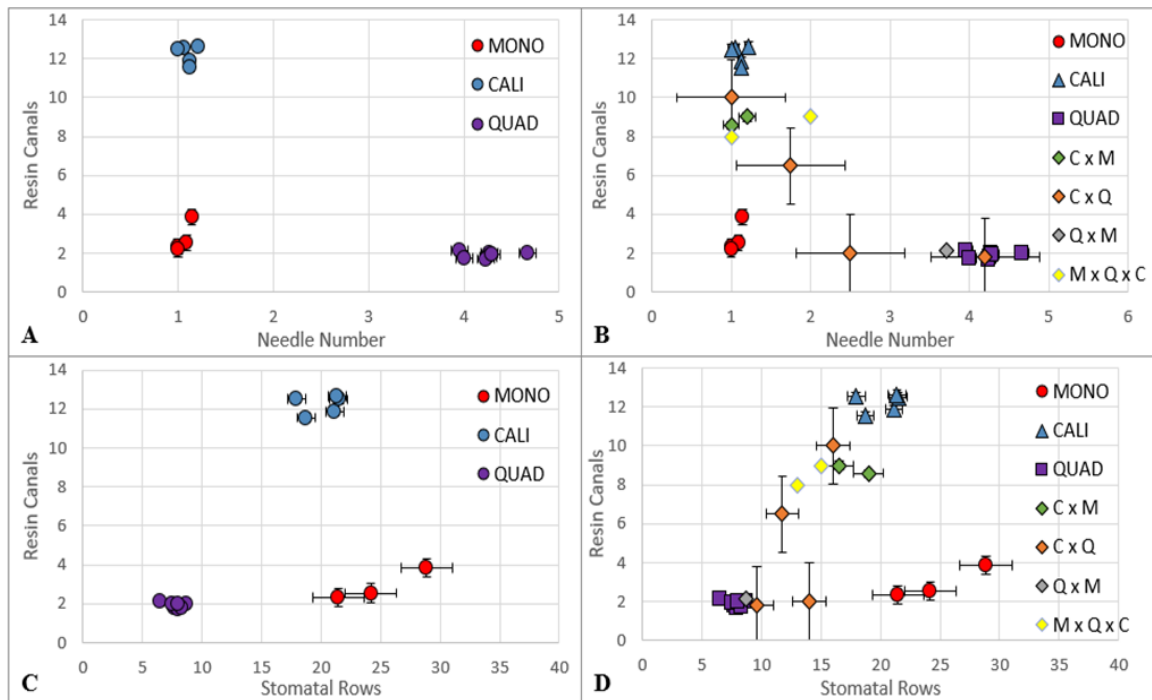 14
12
10
8
6
4
2
0
Resin Canals
MONO
CALI
QUAD
0 1 2 3 4 5
A
Needle Number
14
12
10
8
6
4
2
0
Resin Canals
MONO
CALI
QUAD
C x M
C x Q
Q x M
M x Q x C
0 1 2 3 4 5 6
B
Needle Number
14
12
10
8
6
4
2
0
Resin Canals
MONO
CALI
QUAD
0 5 10 15 20 25 30 35 40
C
Stomatal Rows
14
12
10
8
6
4
2
0
Resin Canals
MONO
CALI
QUAD
C x M
C x Q
Q x M
M x Q x C
0 5 10 15 20 25 30 35 40
D
Stomatal Rows